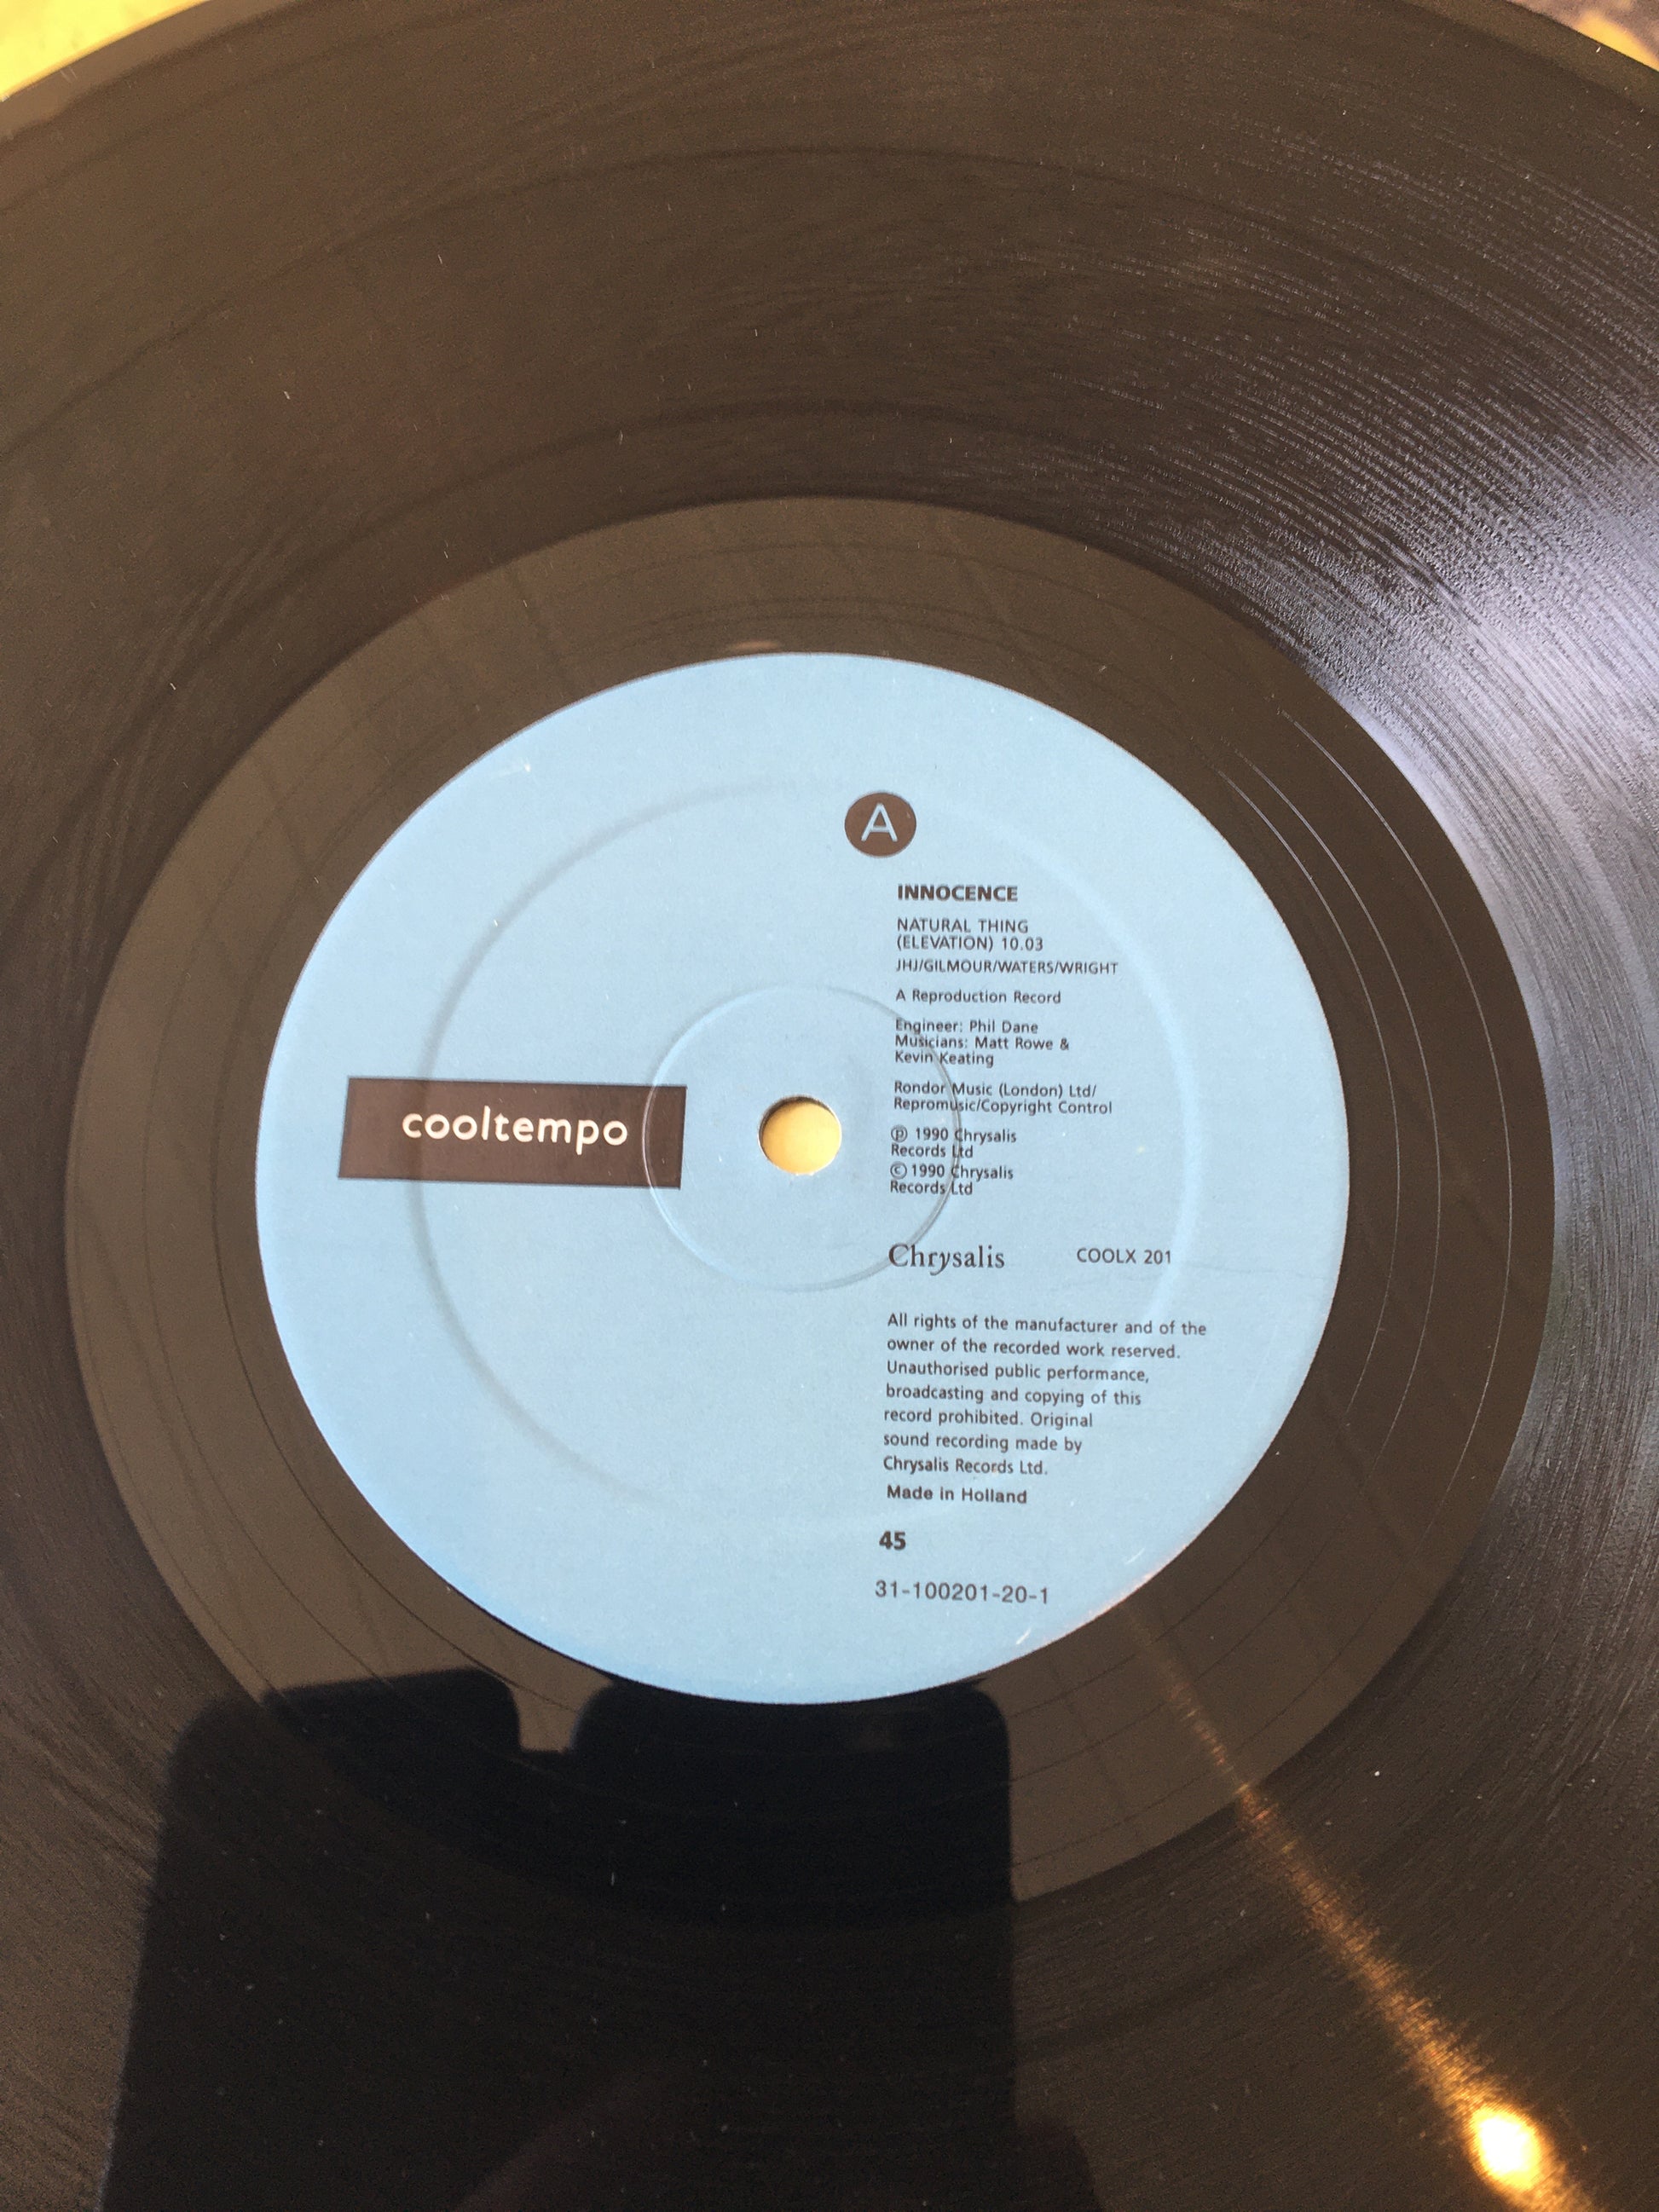 A
INNOCENCE
NATURAL THING
(ELEVATION) 10.03
JHJ/GILMOUR/WATERS/WRIGHT
A Reproduction Record
Engineer: Phil Dane
Musicians: Matt Rowe &
Kevin Keating
Rondor Music (London) Ltd/
Repromusic/Copyright Control
cooltempo
℗ 1990 Chrysalis
Records Ltd
© 1990 Chrysalis
Records Ltd
Chrysalis COOLX 201
All rights of the manufacturer and of the
owner of the recorded work reserved.
Unauthorised public performance,
broadcasting and copying of this
record prohibited. Original
sound recording made by
Chrysalis Records Ltd.
Made in Holland
45
31-100201-20-1